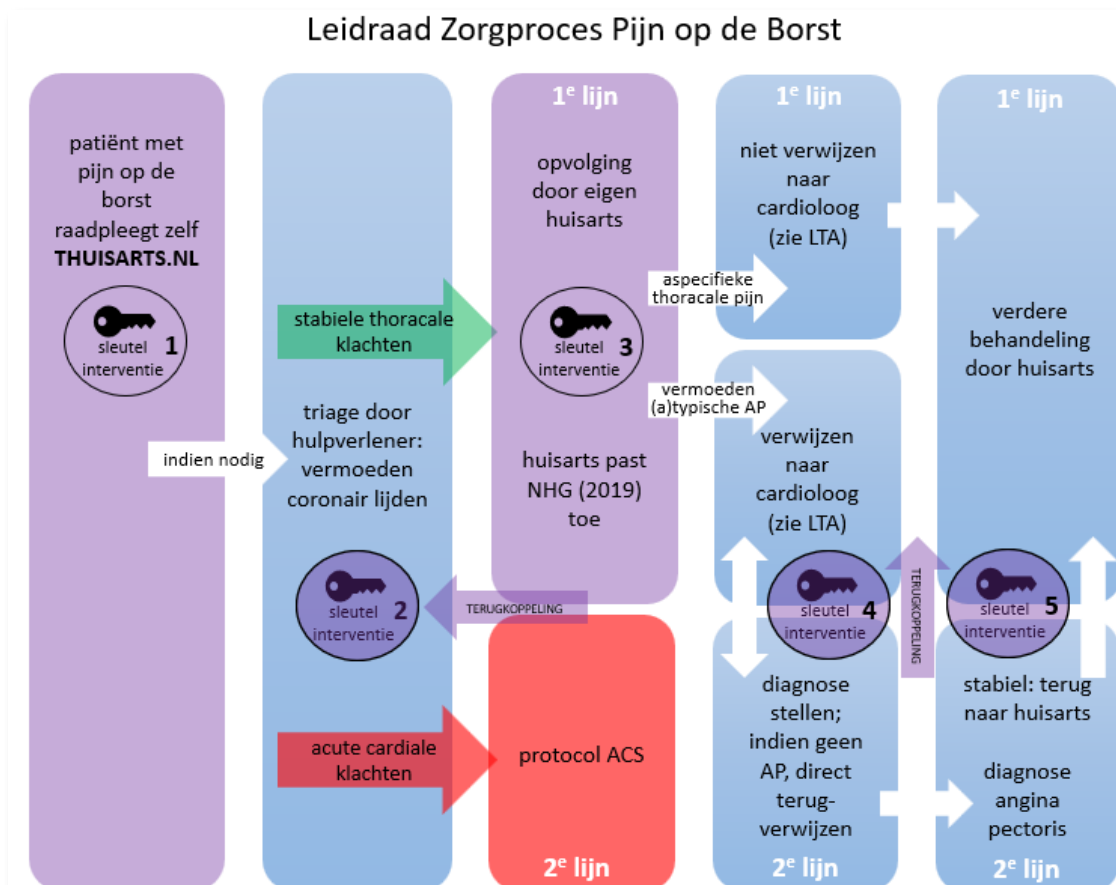 Leidraad Zorgproces Pijn op de Borst
patiënt met
pijn op de
borst
raadpleegt zelf
THUISARTS.NL
sleutel 1
interventie
indien nodig
stabiele thoracale
klachten
triage door
hulpverlener:
vermoeden
coronair lijden
sleutel 2
interventie
TERUGKOPPELING
acute cardiale
klachten
1e lijn
opvolging
door eigen
huisarts
sleutel 3
interventie
huisarts past
NHG (2019)
toe
protocol ACS
2e lijn
aspecifieke
thoracale pijn
vermoeden
(a)typische AP
1e lijn
niet verwijzen
naar
cardioloog
(zie LTA)
verwijzen
naar
cardioloog
(zie LTA)
sleutel 4
interventie
diagnose
stellen;
indien geen
AP, direct
terug-
verwijzen
2e lijn
TERUGKOPPELING
1e lijn
verdere
behandeling
door huisarts
sleutel 5
interventie
stabiel: terug
naar huisarts
diagnose
angina
pectoris
2e lijn